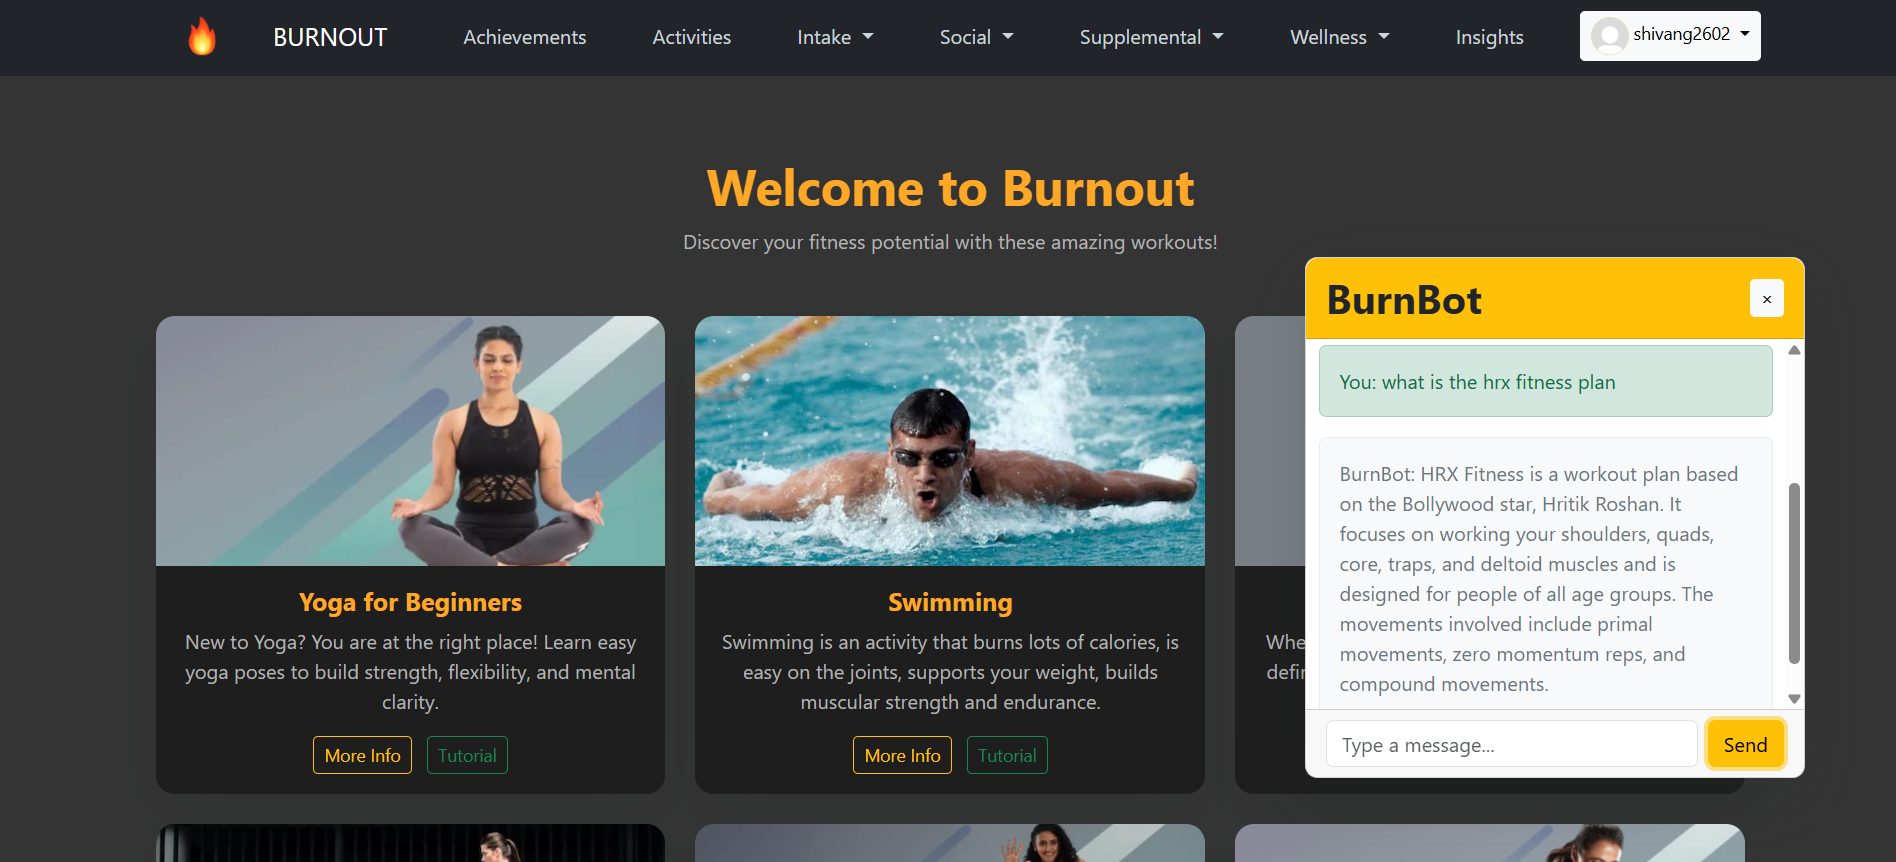 BURNOUT
Achievements
Activities
Intake
Social
Supplemental
Wellness
Insights
shivang2602
Welcome to Burnout
Discover your fitness potential with these amazing workouts!
Yoga for Beginners
New to Yoga? You are at the right place! Learn easy
yoga poses to build strength, flexibility, and mental
clarity.
More Info
Tutorial
Swimming
Swimming is an activity that burns lots of calories, is
easy on the joints, supports your weight, builds
muscular strength and endurance.
More Info
Tutorial
BurnBot
×
You: what is the hrx fitness plan
BurnBot: HRX Fitness is a workout plan based
on the Bollywood star, Hritik Roshan. It
focuses on working your shoulders, quads,
core, traps, and deltoid muscles and is
designed for people of all age groups. The
movements involved include primal
movements, zero momentum reps, and
compound movements.
Type a message...
Send